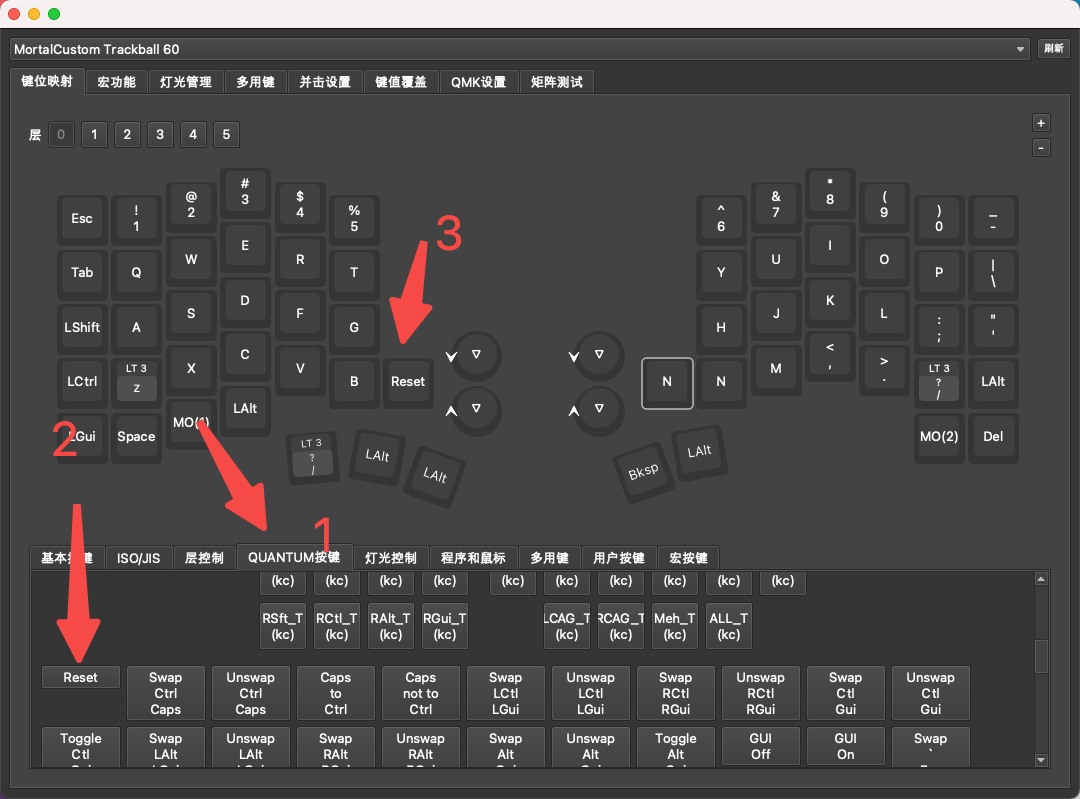 MortalCustom Trackball 60
刷新
键位映射 宏功能 灯光管理 多用键 并击设置 键值覆盖 QMK设置 矩阵测试
层 0 1 2 3 4 5
+
-
Esc ! 1 @ 2 # 3 $ 4 % 5
^ 6 & 7 * 8 ( 9 ) 0 _ -
Tab Q W E R T
Y U I O P | \
LShift A S D F G
H J K L : ; " '
LCtrl LT 3 Z X C V B Reset
N N M < , > . LT 3 ? / LAlt
LGui Space MO(1) LAlt
MO(2) Del
LT 3 ? / LAlt LAlt
Bksp LAlt
1
2
3
基本按键 ISO/JIS 层控制 QUANTUM按键 灯光控制 程序和鼠标 多用键 用户按键 宏按键
(kc) (kc) (kc) (kc) (kc) (kc) (kc) (kc) (kc) (kc)
RSft_T RCtl_T RAlt_T RGui_T LCAG_T RCAG_T Meh_T ALL_T
(kc) (kc) (kc) (kc) (kc) (kc) (kc) (kc)
Reset Swap Unswap Caps Caps Swap Unswap Swap Unswap Swap Unswap
Ctrl Ctrl to not to LCtl LCtl RCtl RCtl Ctl Ctl
Caps Caps Ctrl Ctrl LGui LGui RGui RGui Gui Gui
Toggle Swap Unswap Swap Unswap Swap Unswap Toggle GUI GUI Swap
Ctl LAlt LAlt RAlt RAlt Alt Alt Alt Off On `